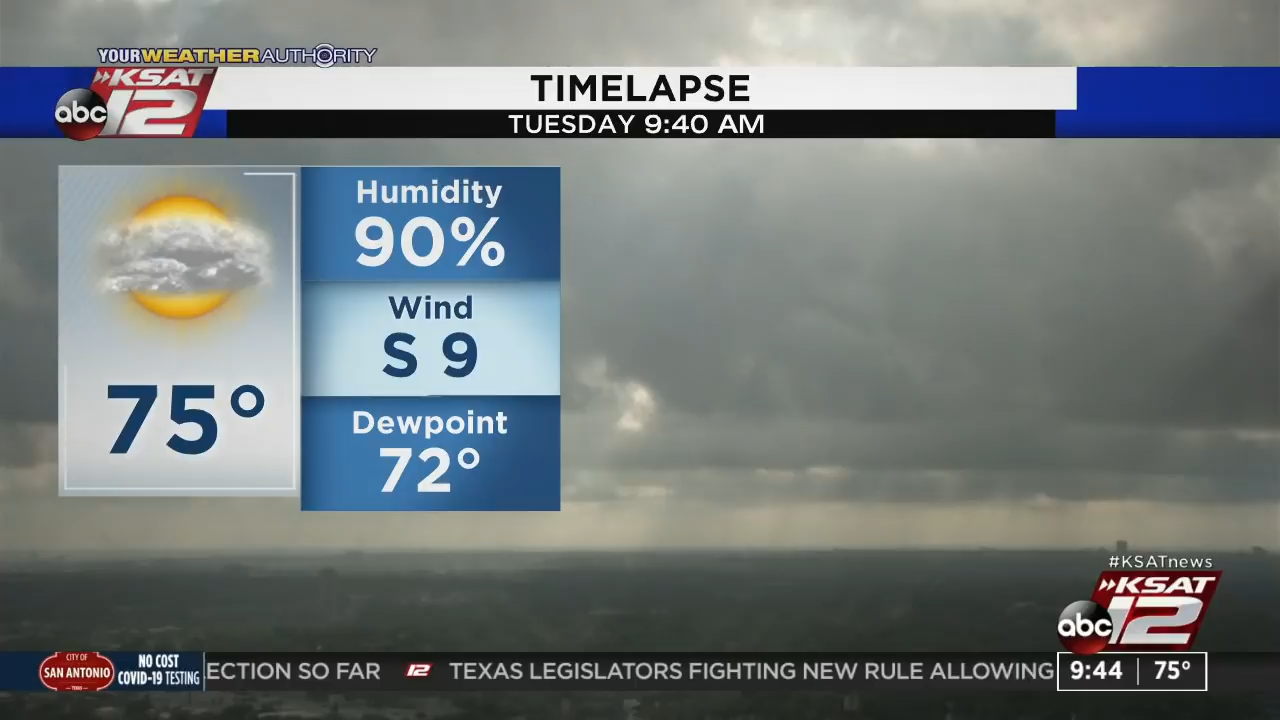 YOUR WEATHER AUTHORITY
KSAT
abc 12
TIMELAPSE
TUESDAY 9:40 AM
Humidity
90%
Wind
S 9
75°
Dewpoint
72°
#KSATnews
KSAT
abc 12
CITY OF
SAN ANTONIO
TEXAS
NO COST
COVID-19 TESTING
ECTION SO FAR 12 TEXAS LEGISLATORS FIGHTING NEW RULE ALLOWING
9:44 75°